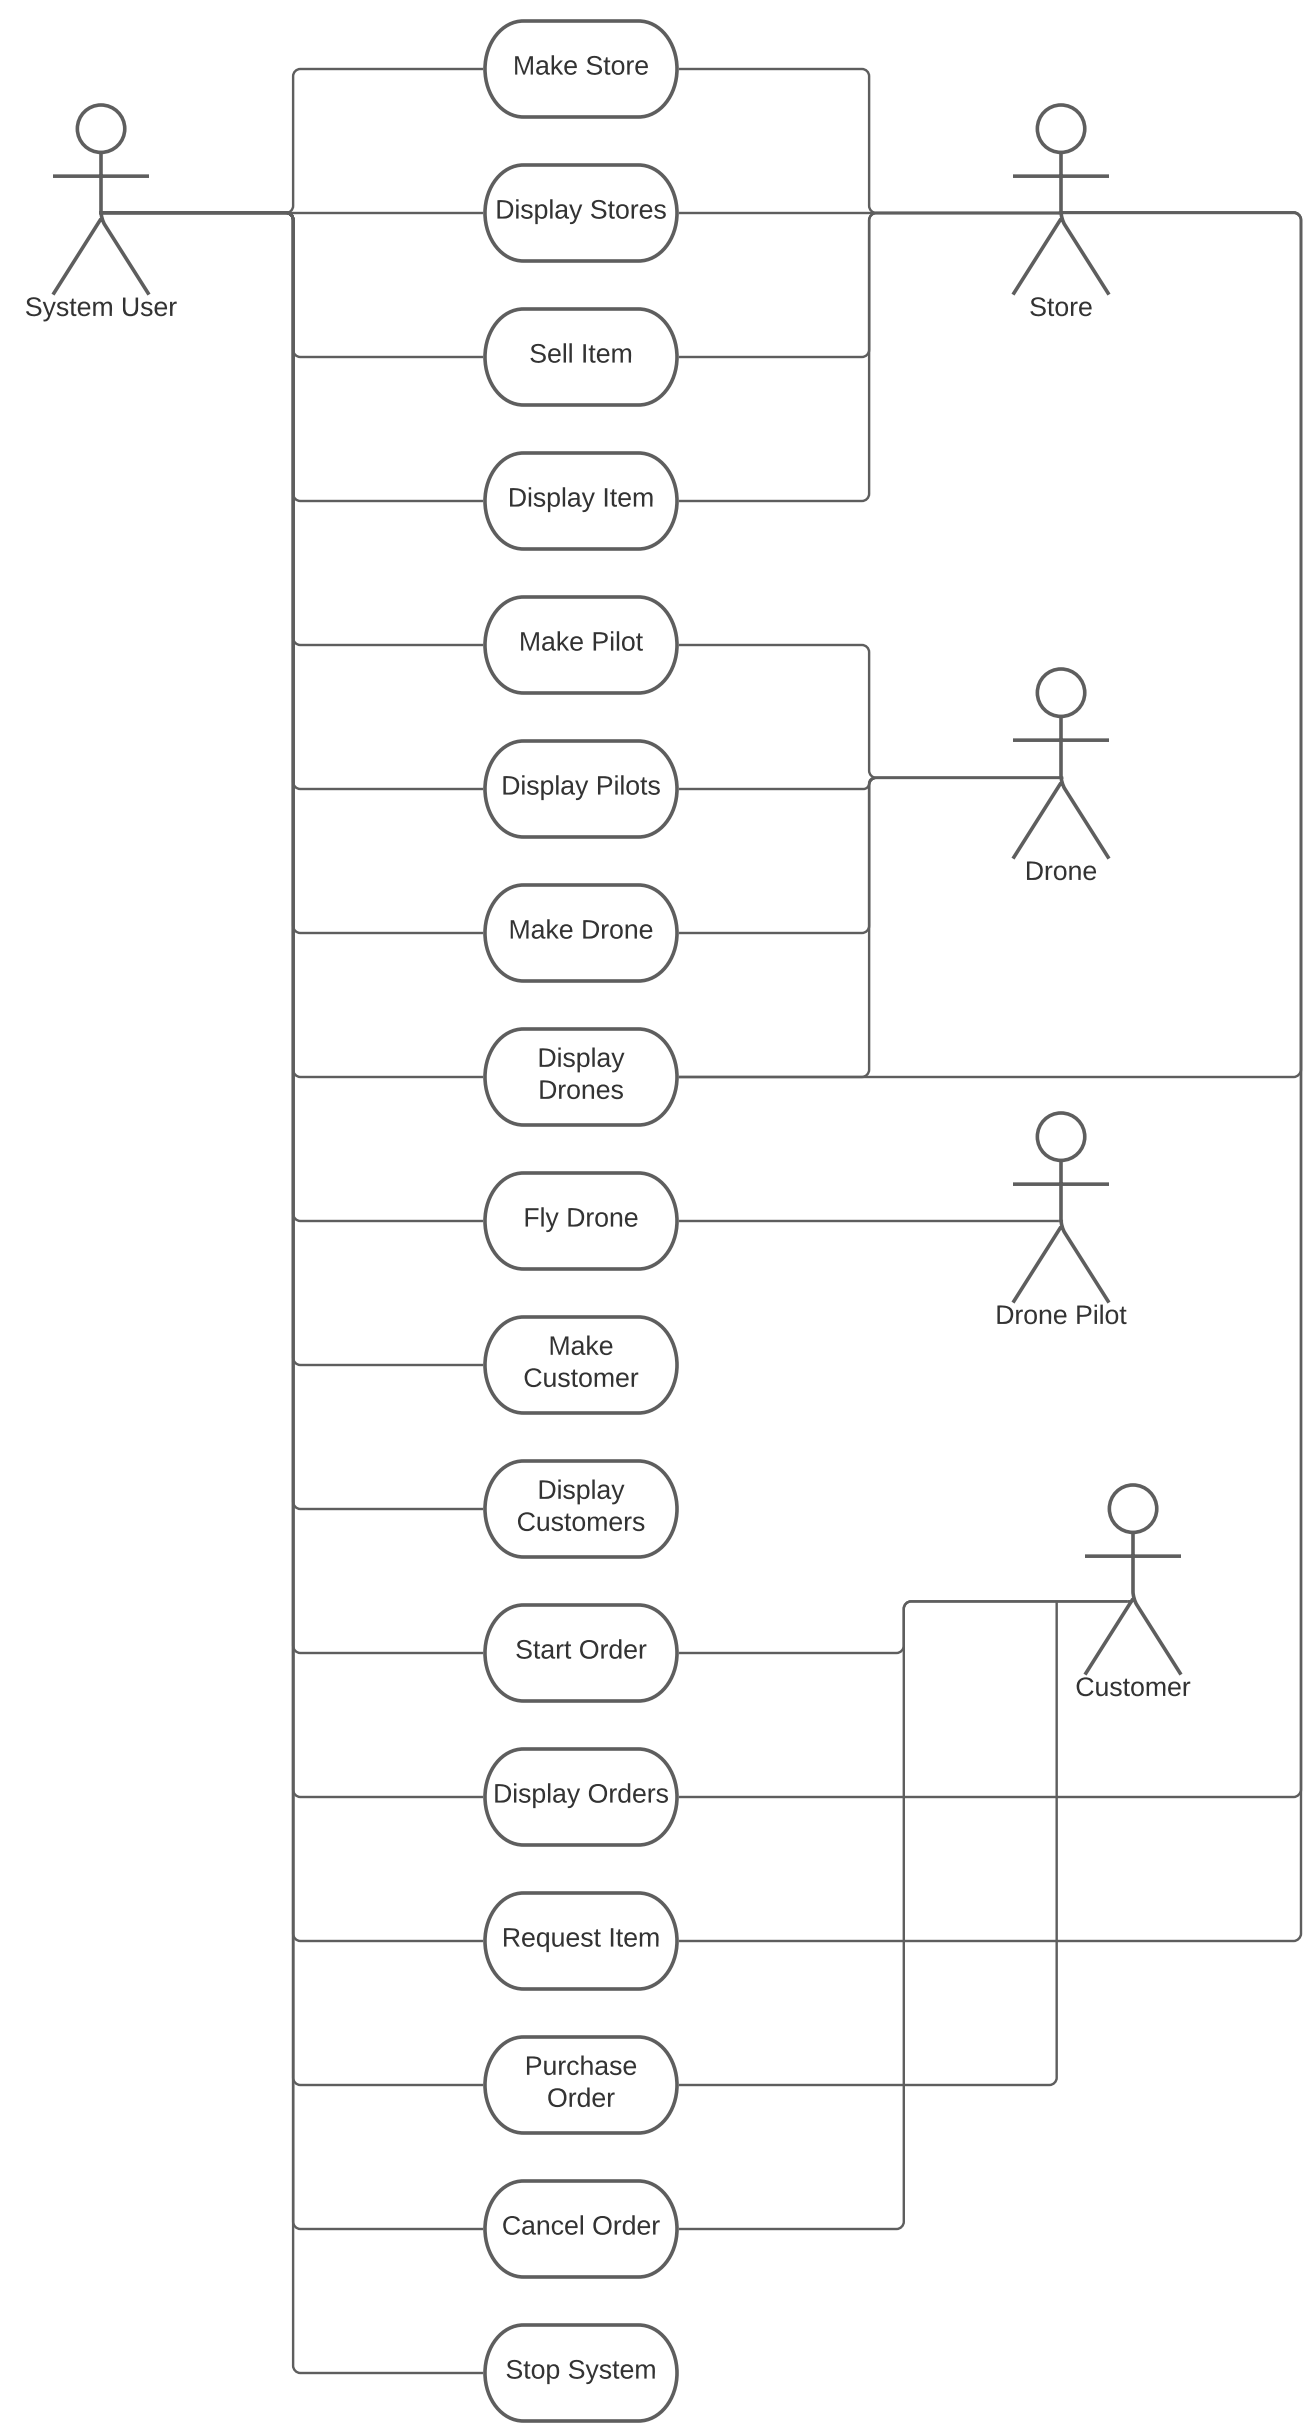 Make Store
Display Stores
System User
Store
Sell Item
Display Item
Make Pilot
Display Pilots
Drone
Make Drone
Display
Drones
Fly Drone
Drone Pilot
Make
Customer
Display
Customers
Start Order
Customer
Display Orders
Request Item
Purchase
Order
Cancel Order
Stop System